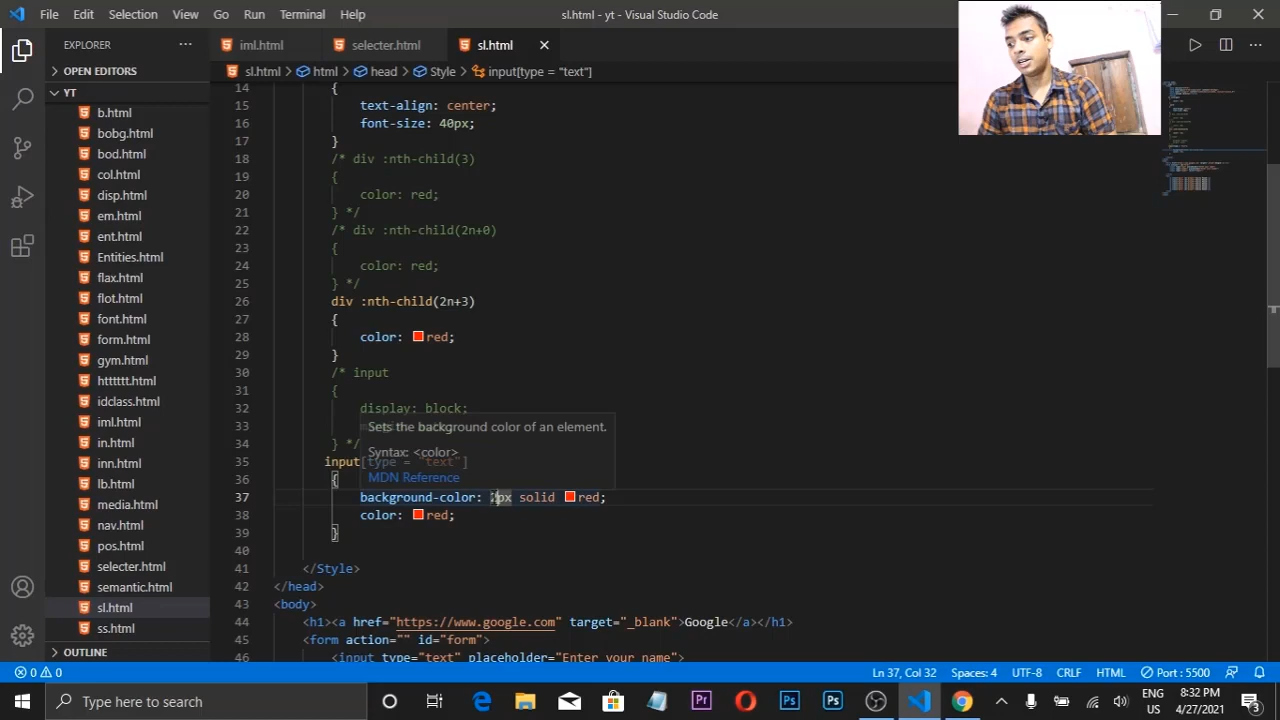 File Edit Selection View Go Run Terminal Help
sl.html - yt - Visual Studio Code
EXPLORER
iml.html
selecter.html
sl.html
sl.html > html > head > Style > input[type = "text"]
OPEN EDITORS
YT
b.html
bobg.html
bod.html
col.html
disp.html
em.html
ent.html
Entities.html
flax.html
flot.html
font.html
form.html
gym.html
htttttt.html
idclass.html
iml.html
in.html
inn.html
lb.html
media.html
nav.html
pos.html
selecter.html
semantic.html
sl.html
ss.html
OUTLINE
14 {
15 text-align: center;
16 font-size: 40px;
17 }
18 /* div :nth-child(3)
19 {
20 color: red;
21 } */
22 /* div :nth-child(2n+0)
23 {
24 color: red;
25 } */
26 div :nth-child(2n+3)
27 {
28 color: red;
29 }
30 /* input
31 {
32 display: block;
33
Sets the background color of an element.
34 } */
Syntax: <color>
35 input[type = "text"]
MDN Reference
36 {
37 background-color: 2px solid red;
38 color: red;
39 }
40
41 </Style>
42 </head>
43 <body>
44 <h1><a href="https://www.google.com" target="_blank">Google</a></h1>
45 <form action="" id="form">
46 <input type="text" placeholder="Enter your name">
0 0
Ln 37, Col 32 Spaces: 4 UTF-8 CRLF HTML Port : 5500
Type here to search
Pr
Ps
Ps
ENG
US
8:32 PM
4/27/2021
3